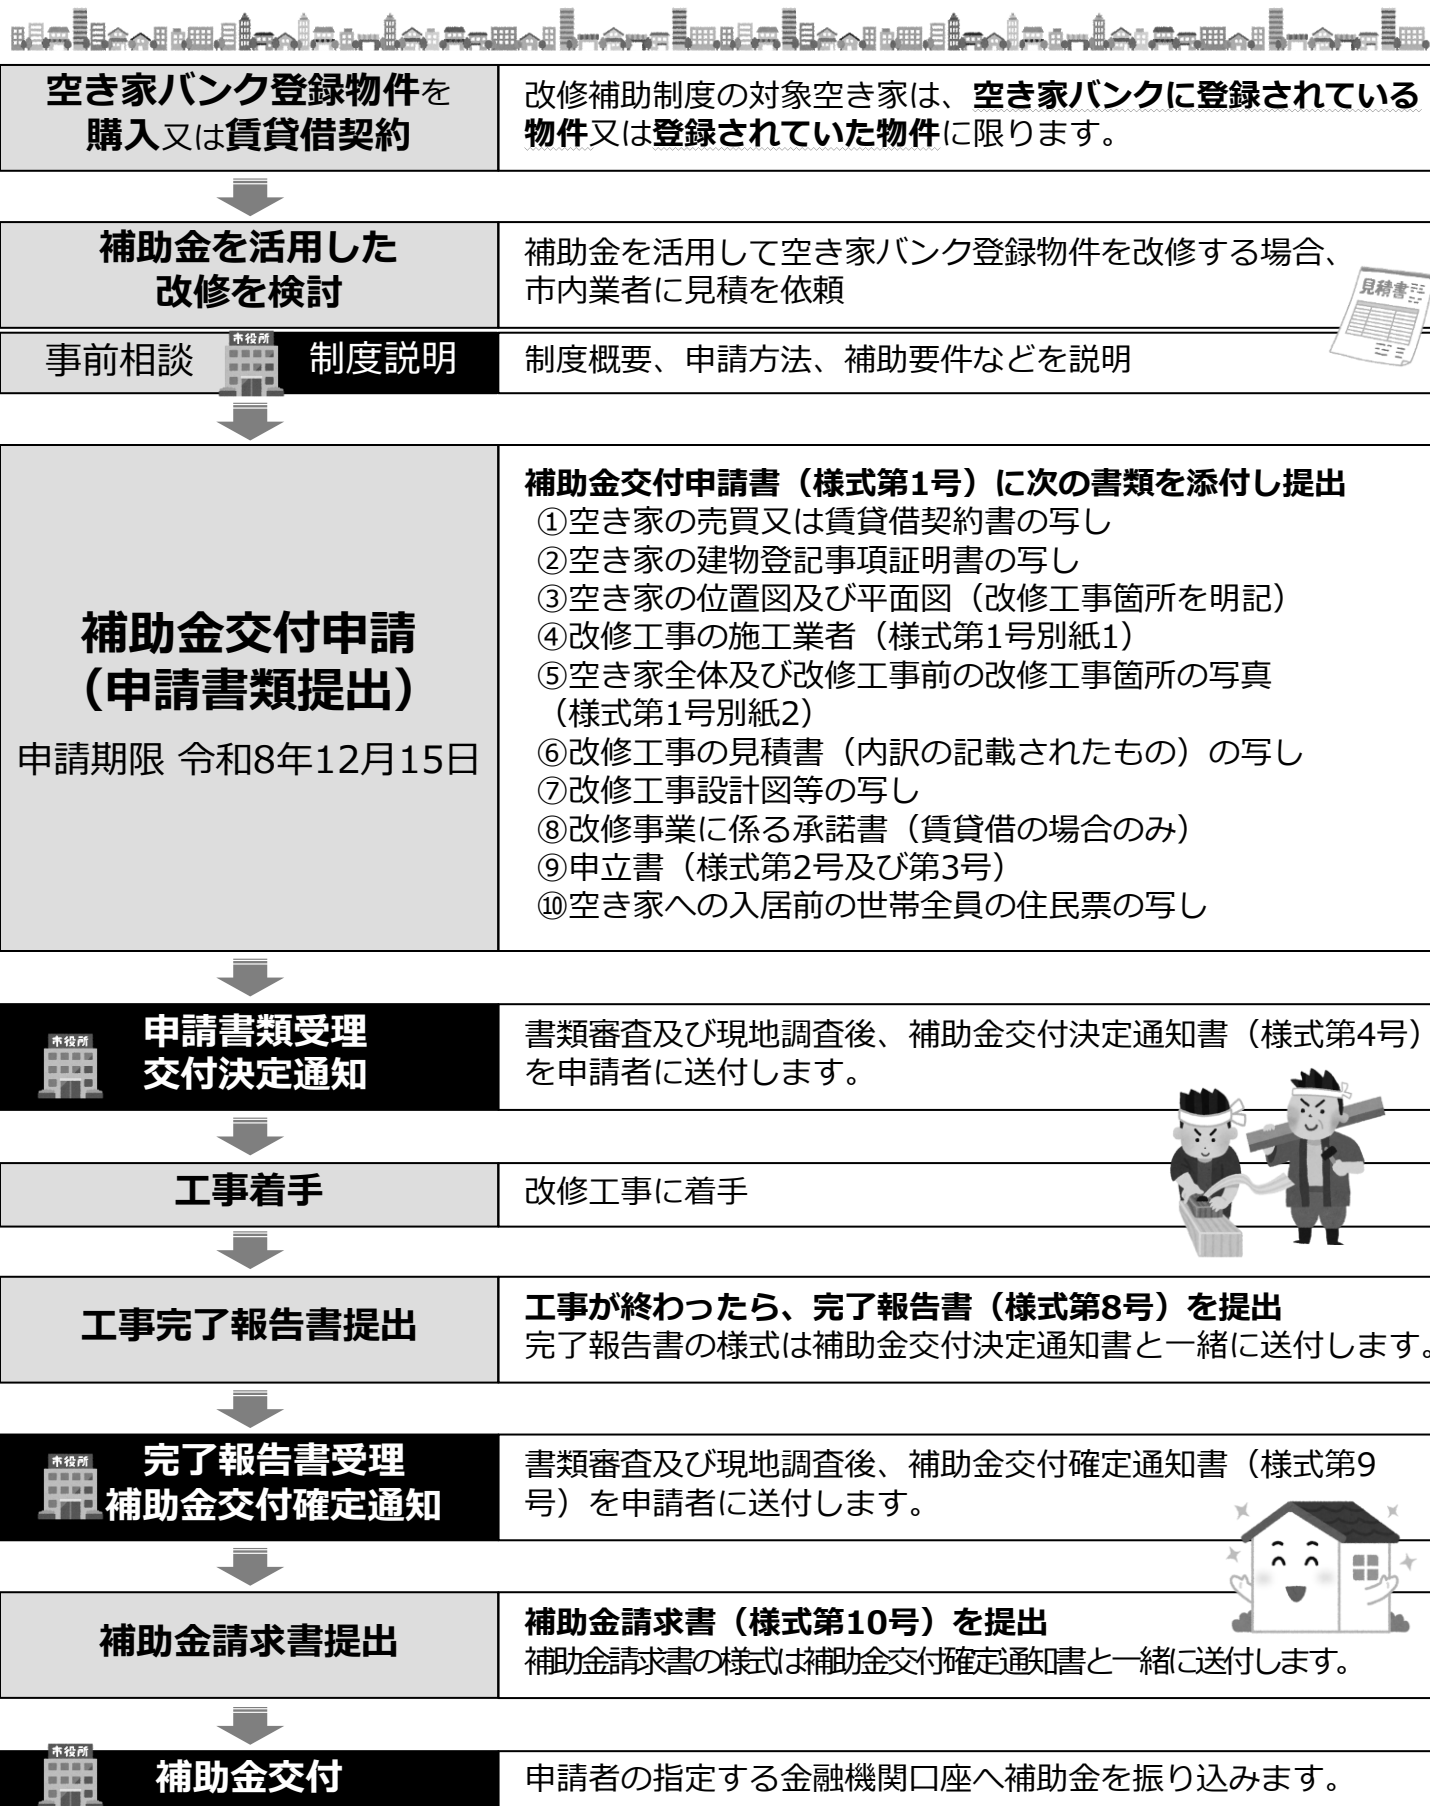 空き家バンク登録物件を
購入又は賃貸借契約
改修補助制度の対象空き家は、空き家バンクに登録されている
物件又は登録されていた物件に限ります。
補助金を活用した
改修を検討
補助金を活用して空き家バンク登録物件を改修する場合、
市内業者に見積を依頼
見積書
事前相談
市役所
制度説明
制度概要、申請方法、補助要件などを説明
補助金交付申請
（申請書類提出）
申請期限 令和8年12月15日
補助金交付申請書（様式第1号）に次の書類を添付し提出
①空き家の売買又は賃貸借契約書の写し
②空き家の建物登記事項証明書の写し
③空き家の位置図及び平面図（改修工事箇所を明記）
④改修工事の施工業者（様式第1号別紙1）
⑤空き家全体及び改修工事前の改修工事箇所の写真
（様式第1号別紙2）
⑥改修工事の見積書（内訳の記載されたもの）の写し
⑦改修工事設計図等の写し
⑧改修事業に係る承諾書（賃貸借の場合のみ）
⑨申立書（様式第2号及び第3号）
⑩空き家への入居前の世帯全員の住民票の写し
市役所
申請書類受理
交付決定通知
書類審査及び現地調査後、補助金交付決定通知書（様式第4号）
を申請者に送付します。
工事着手
改修工事に着手
工事完了報告書提出
工事が終わったら、完了報告書（様式第8号）を提出
完了報告書の様式は補助金交付決定通知書と一緒に送付します。
市役所
完了報告書受理
補助金交付確定通知
書類審査及び現地調査後、補助金交付確定通知書（様式第9
号）を申請者に送付します。
補助金請求書提出
補助金請求書（様式第10号）を提出
補助金請求書の様式は補助金交付確定通知書と一緒に送付します。
市役所
補助金交付
申請者の指定する金融機関口座へ補助金を振り込みます。